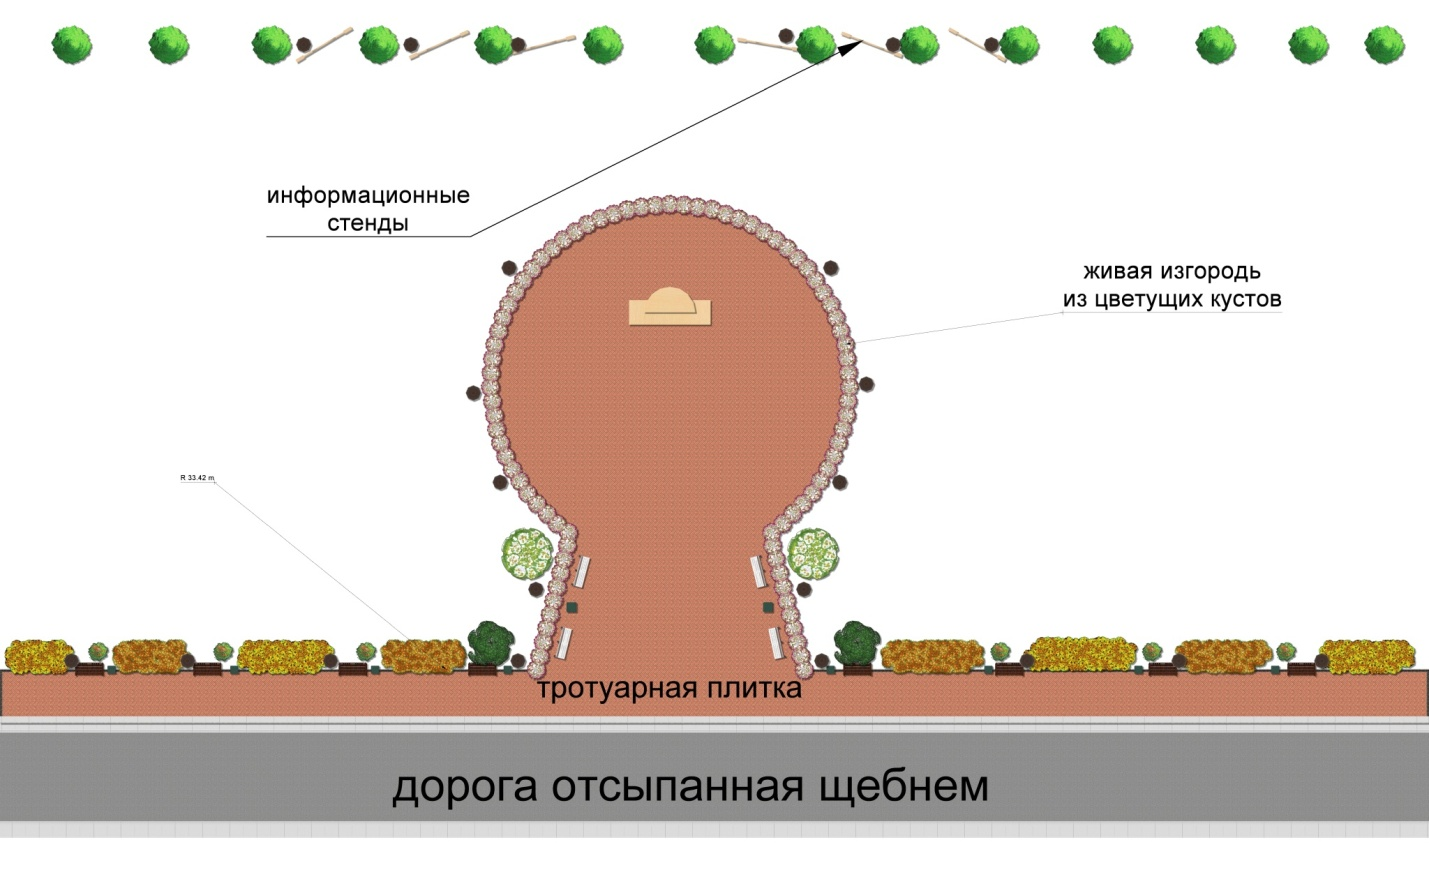 информационные
стенды
живая изгородь
из цветущих кустов
R 33.42 m
тротуарная плитка
дорога отсыпанная щебнем